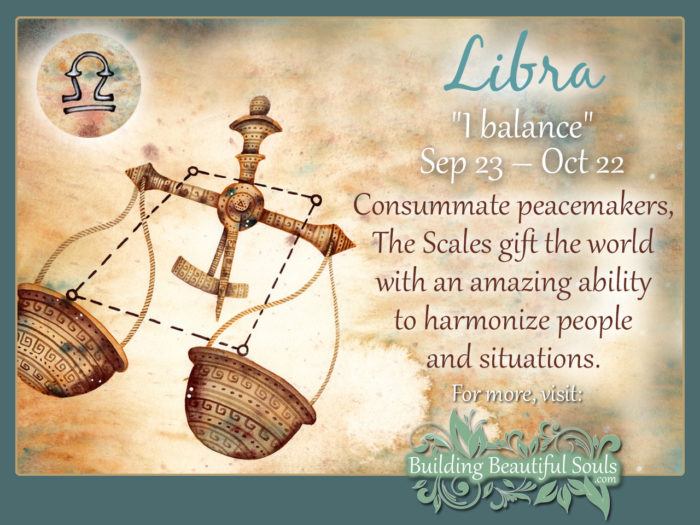 Libra
"I balance"
Sep 23 – Oct 22
Consummate peacemakers,
The Scales gift the world
with an amazing ability
to harmonize people
and situations.
For more, visit:
Building Beautiful Souls
.com